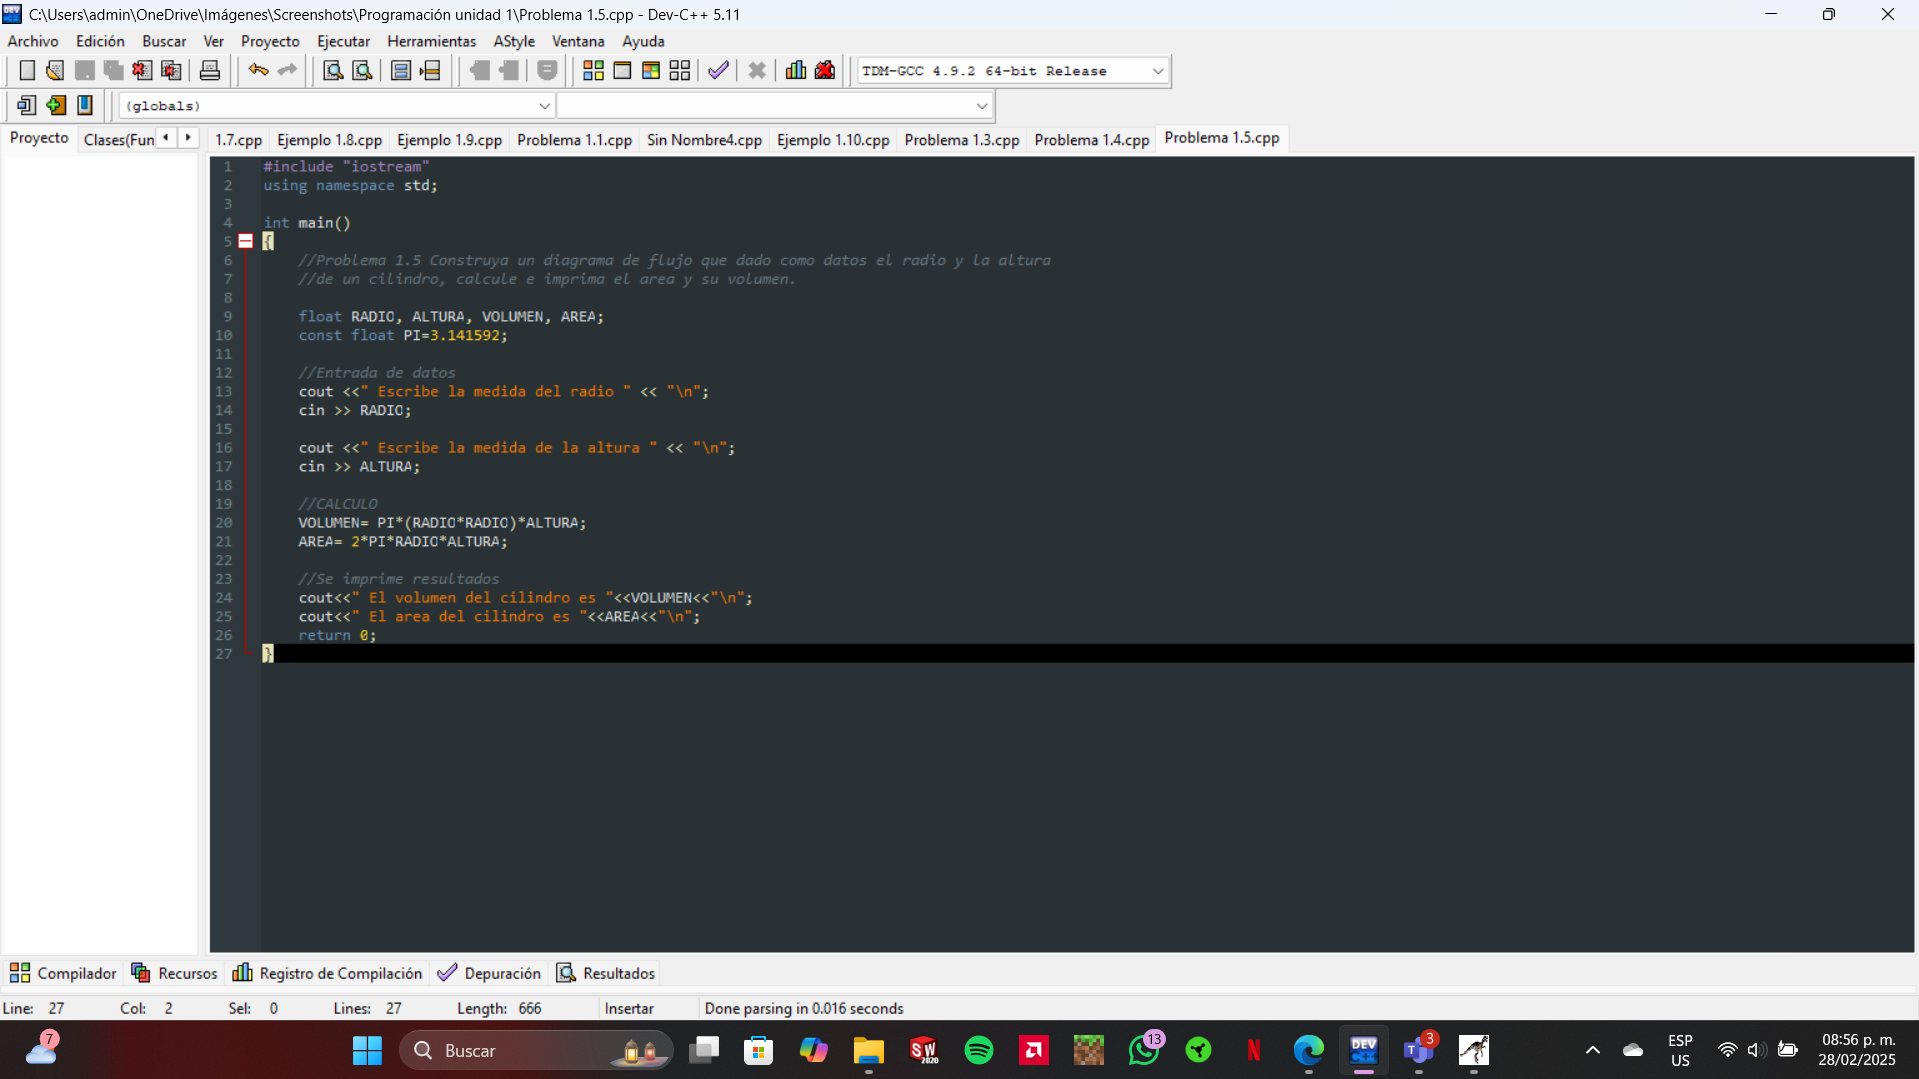 C:\Users\admin\OneDrive\Imágenes\Screenshots\Programación unidad 1\Problema 1.5.cpp - Dev-C++ 5.11
Archivo Edición Buscar Ver Proyecto Ejecutar Herramientas AStyle Ventana Ayuda
TDM-GCC 4.9.2 64-bit Release
(globals)
Proyecto Clases(Fun 1.7.cpp Ejemplo 1.8.cpp Ejemplo 1.9.cpp Problema 1.1.cpp Sin Nombre4.cpp Ejemplo 1.10.cpp Problema 1.3.cpp Problema 1.4.cpp Problema 1.5.cpp
1 #include "iostream"
2 using namespace std;
3
4 int main()
5 {
6 //Problema 1.5 Construya un diagrama de flujo que dado como datos el radio y la altura
7 //de un cilindro, calcule e imprima el area y su volumen.
8
9 float RADIO, ALTURA, VOLUMEN, AREA;
10 const float PI=3.141592;
11
12 //Entrada de datos
13 cout <<" Escribe la medida del radio " << "\n";
14 cin >> RADIO;
15
16 cout <<" Escribe la medida de la altura " << "\n";
17 cin >> ALTURA;
18
19 //CALCULO
20 VOLUMEN= PI*(RADIO*RADIO)*ALTURA;
21 AREA= 2*PI*RADIO*ALTURA;
22
23 //Se imprime resultados
24 cout<<" El volumen del cilindro es "<<VOLUMEN<<"\n";
25 cout<<" El area del cilindro es "<<AREA<<"\n";
26 return 0;
27 }
Compilador Recursos Registro de Compilación Depuración Resultados
Line: 27 Col: 2 Sel: 0 Lines: 27 Length: 666 Insertar Done parsing in 0.016 seconds
7 Buscar SW 2020 13 N DEV 3 ESP 08:56 p. m.
US 28/02/2025